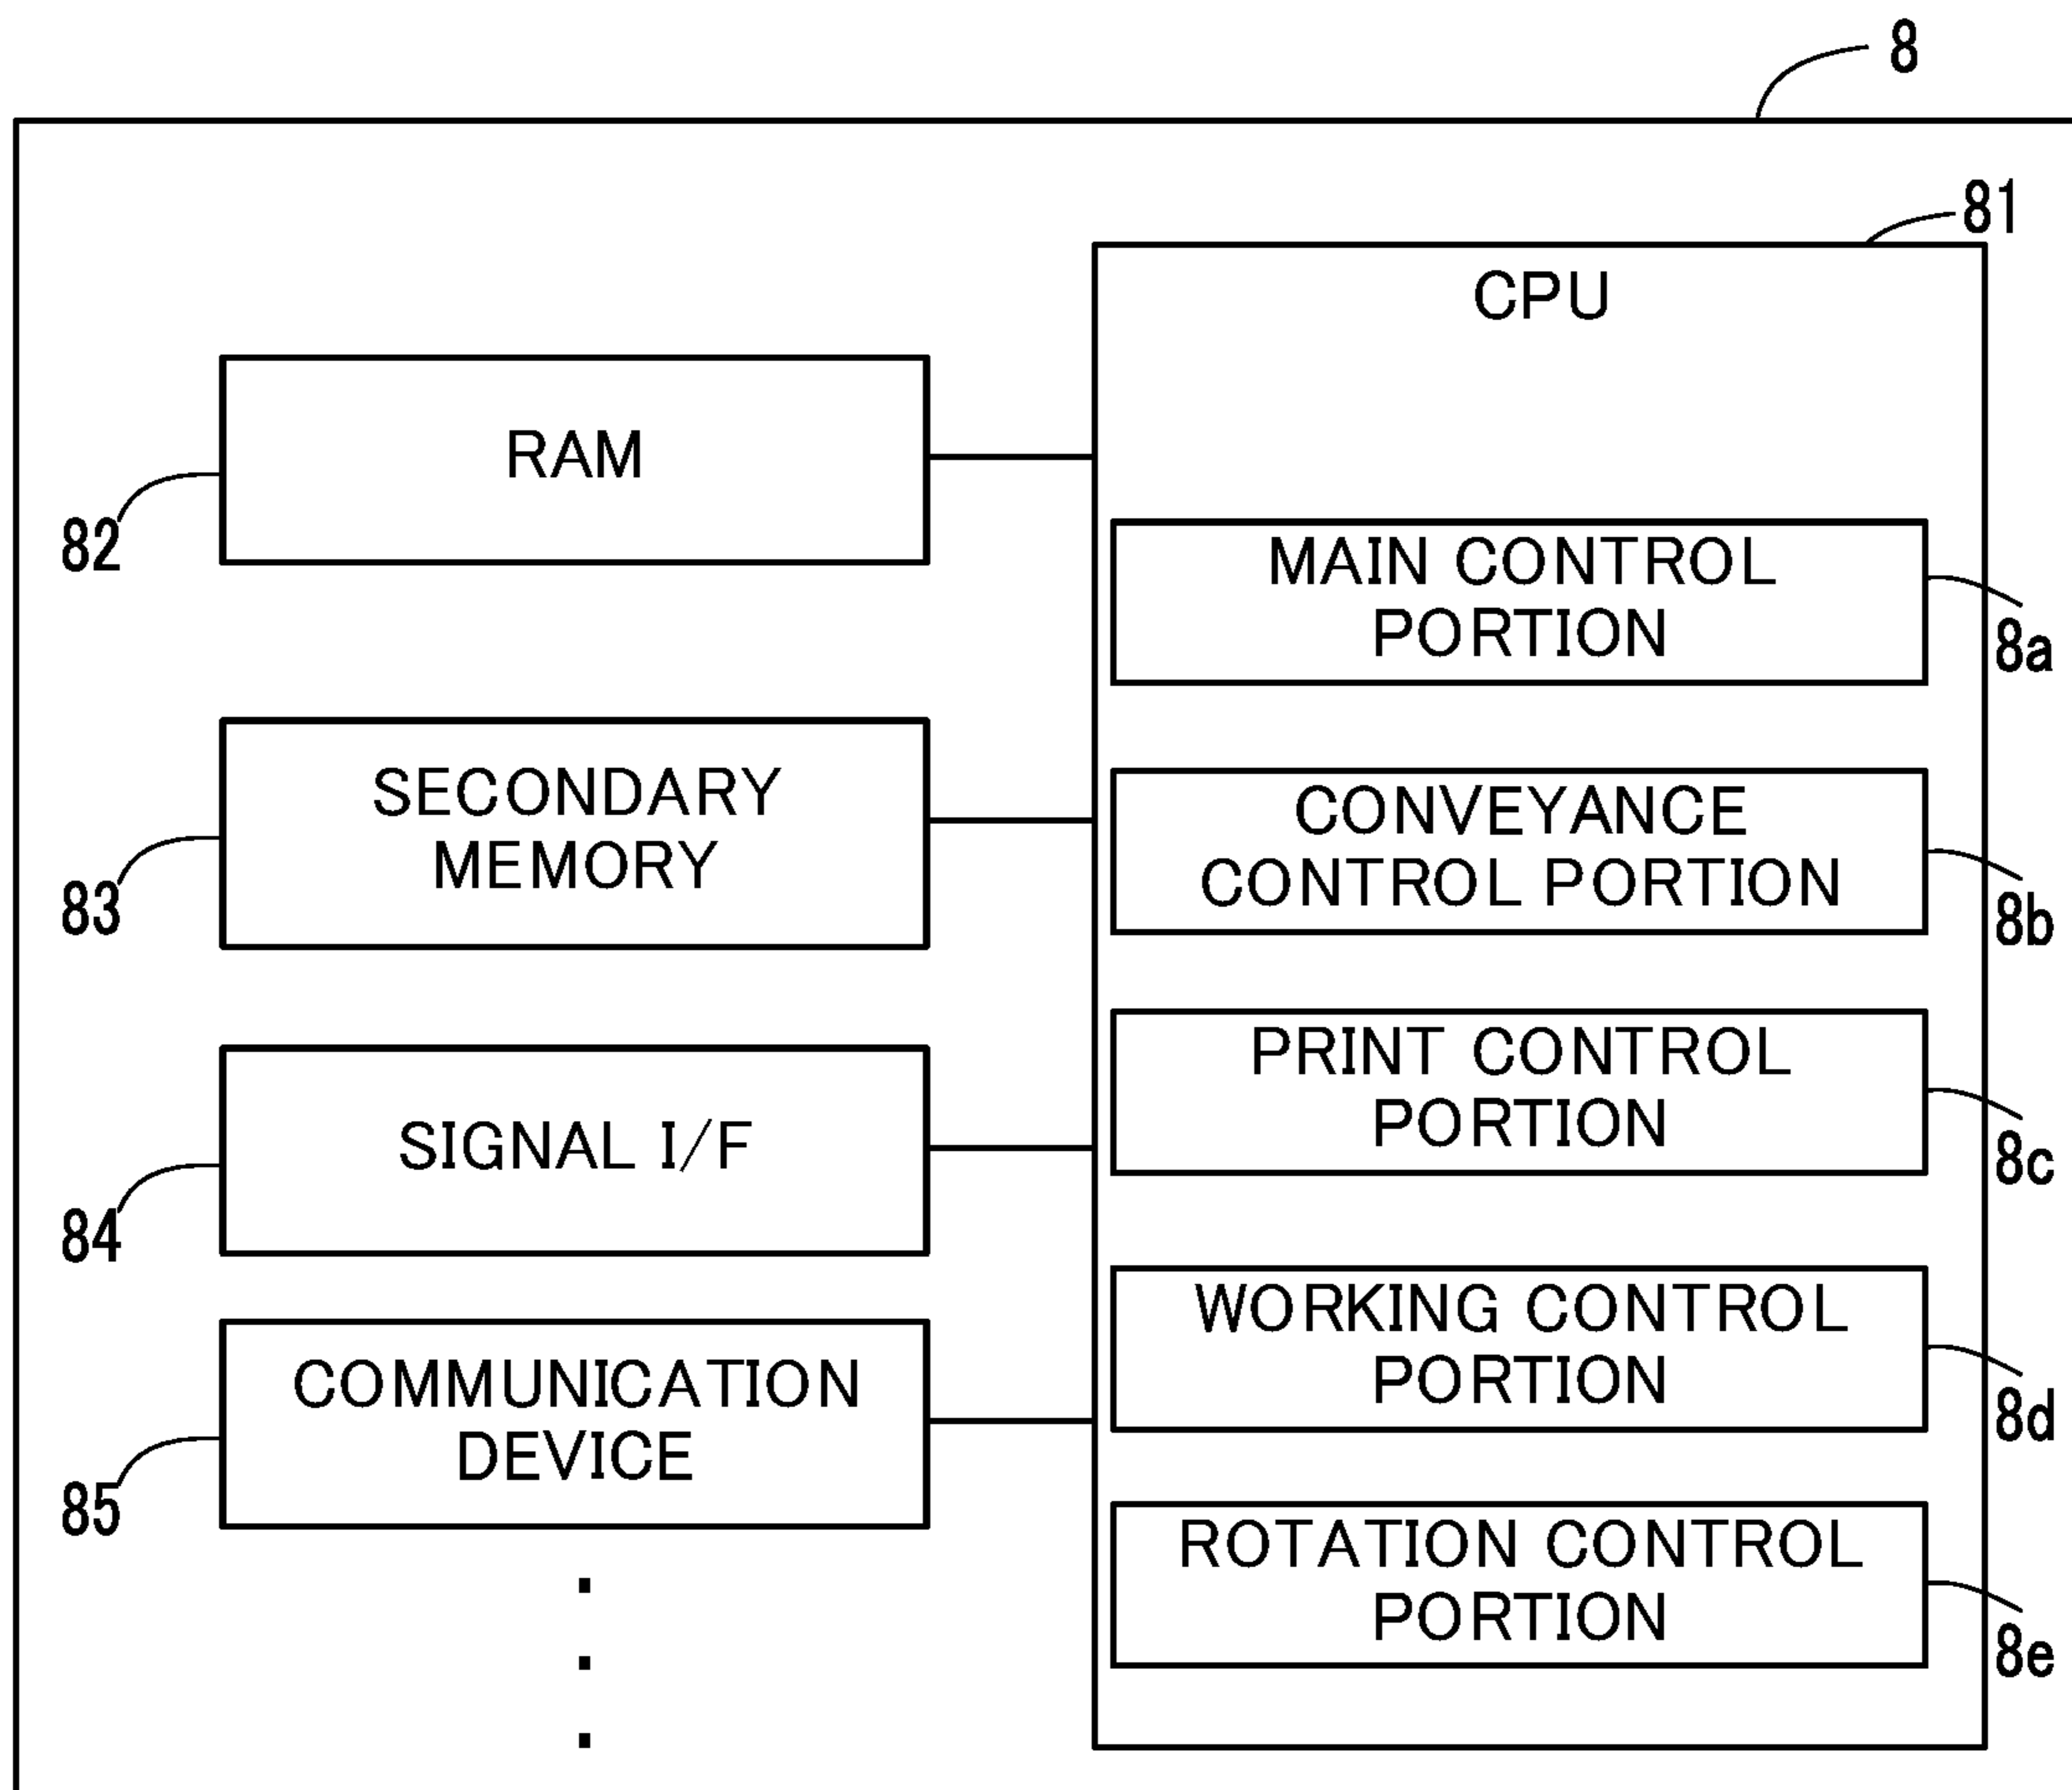 8
81
CPU
RAM
82
MAIN CONTROL
PORTION
8a
SECONDARY
MEMORY
83
CONVEYANCE
CONTROL PORTION
8b
PRINT CONTROL
PORTION
8c
SIGNAL I/F
84
WORKING CONTROL
PORTION
8d
COMMUNICATION
DEVICE
85
ROTATION CONTROL
PORTION
8e